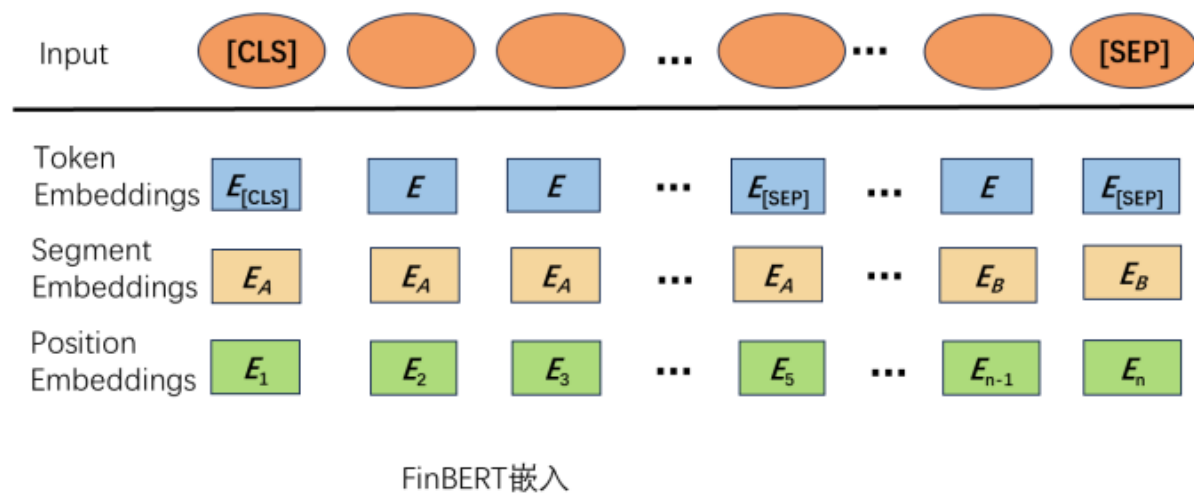 Input [CLS] ... ... [SEP]
Token
Embeddings E[CLS] E E ... E[SEP] ... E E[SEP]
Segment
Embeddings EA EA EA ... EA ... EB EB
Position
Embeddings E1 E2 E3 ... E5 ... En-1 En
FinBERT嵌入